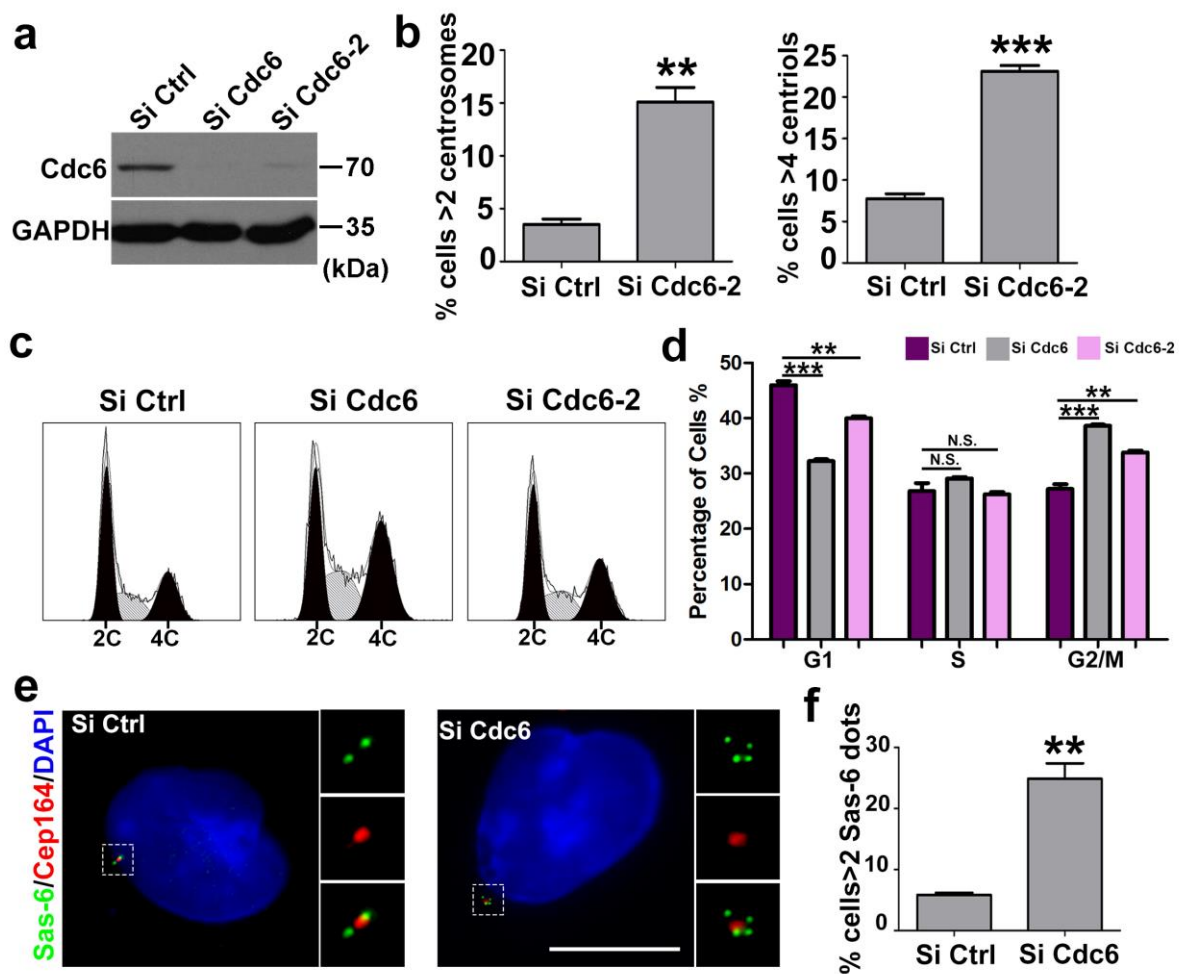 a
Si Ctrl
Si Cdc6
Si Cdc6-2
Cdc6
70
GAPDH
35
(kDa)
b
% cells >2 centrosomes
20
15
10
5
0
**
Si Ctrl
Si Cdc6-2
% cells >4 centriols
25
20
15
10
5
0
***
Si Ctrl
Si Cdc6-2
c
Si Ctrl
2C 4C
Si Cdc6
2C 4C
Si Cdc6-2
2C 4C
d
Si Ctrl Si Cdc6 Si Cdc6-2
Percentage of Cells %
50
40
30
20
10
0
**
***
N.S.
N.S.
**
***
G1 S G2/M
e
Sas-6/Cep164/DAPI
Si Ctrl
Si Cdc6
f
% cells>2 Sas-6 dots
30
20
10
0
**
Si Ctrl
Si Cdc6